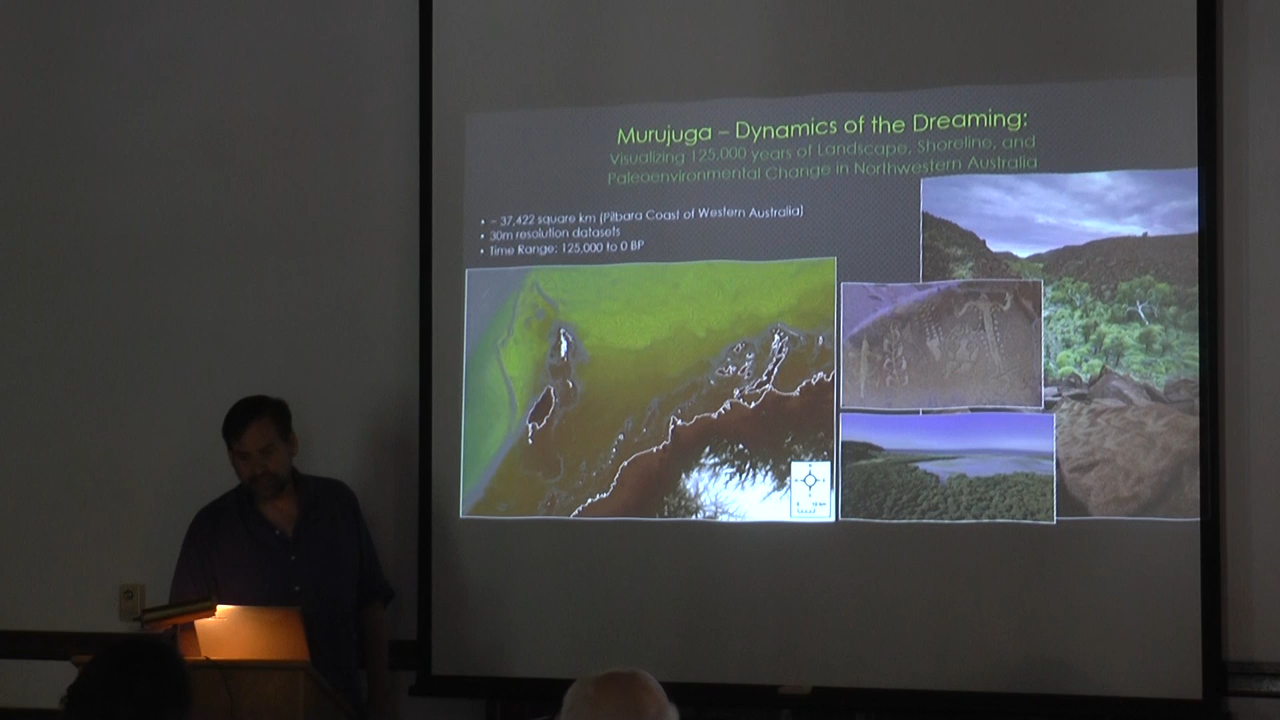 Murujuga – Dynamics of the Dreaming:
Visualizing 125,000 years of Landscape, Shoreline, and
Paleoenvironmental Change in Northwestern Australia
• ~ 37,422 square km (Pilbara Coast of Western Australia)
• 30m resolution datasets
• Time Range: 125,000 to 0 BP